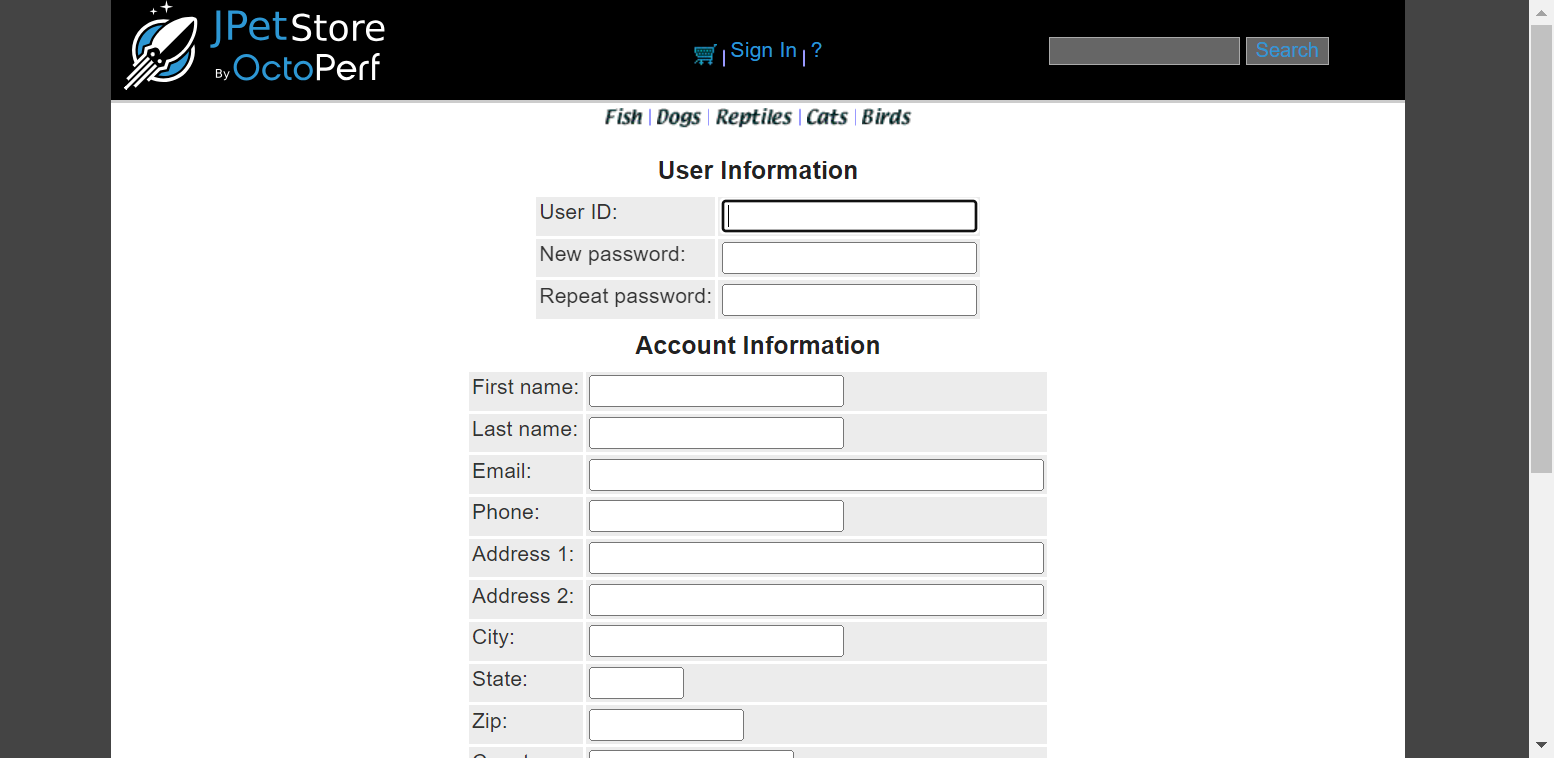 JPetStore
By OctoPerf
Sign In | ?
Search
Fish | Dogs | Reptiles | Cats | Birds
User Information
User ID:
New password:
Repeat password:
Account Information
First name:
Last name:
Email:
Phone:
Address 1:
Address 2:
City:
State:
Zip: